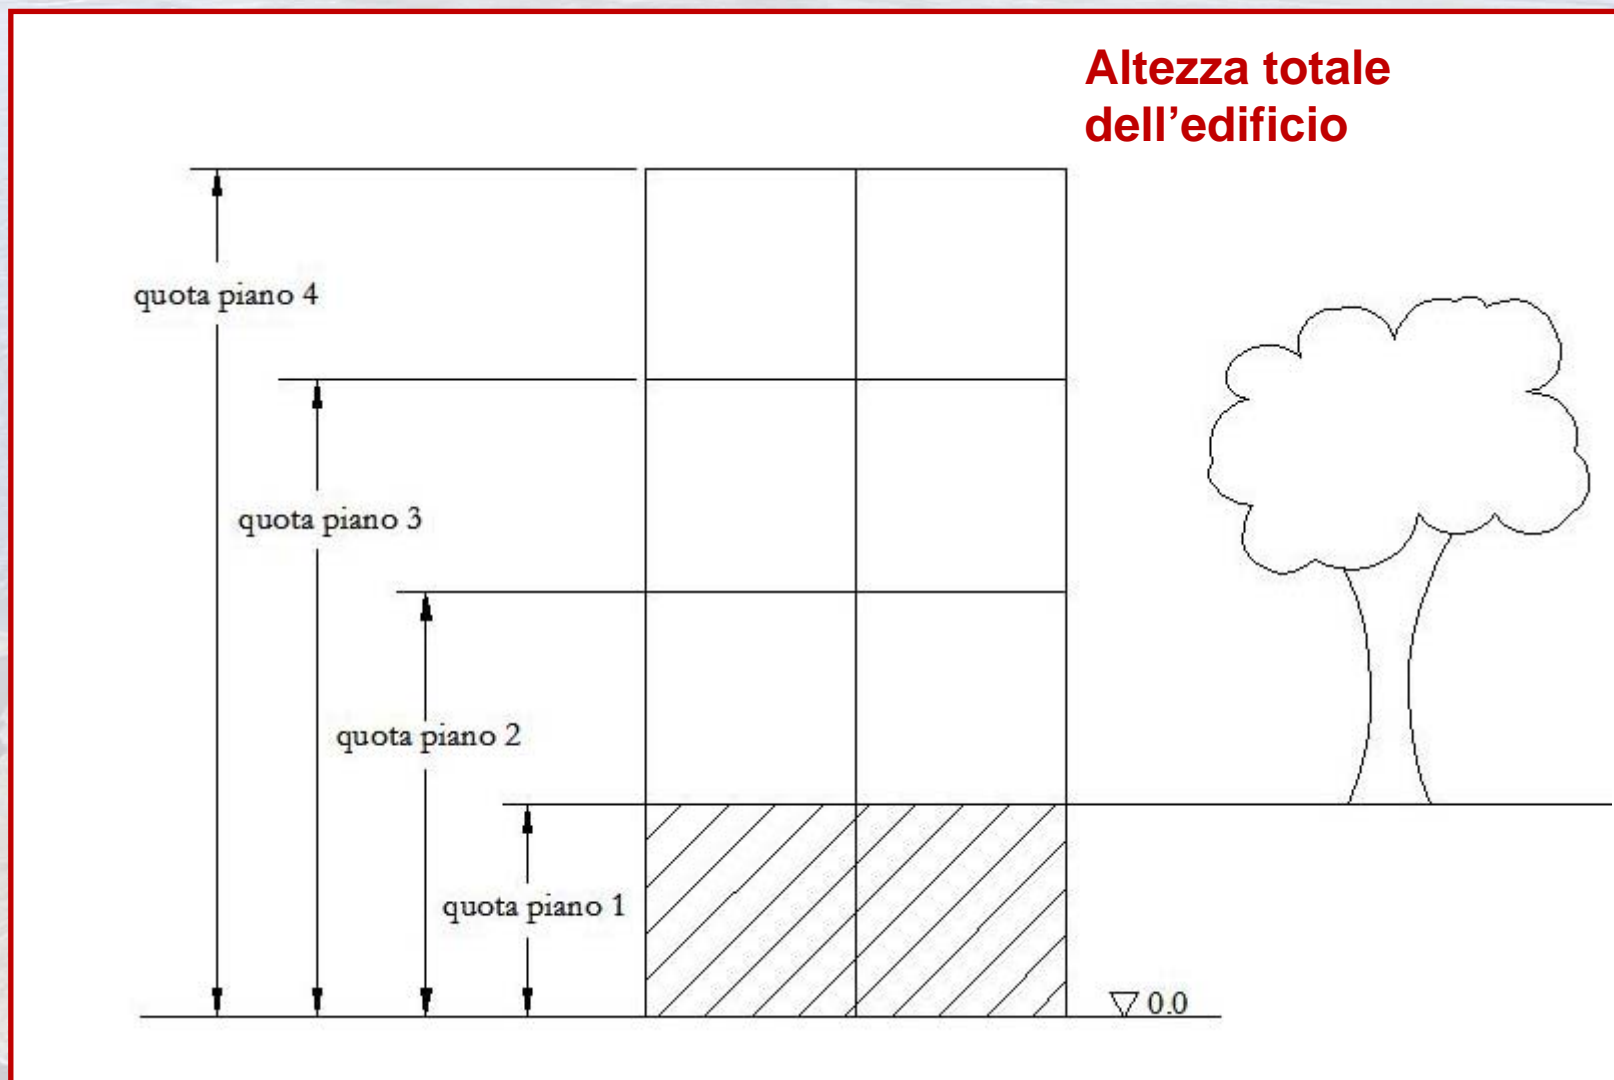 Altezza totale
dell’edificio
quota piano 4
quota piano 3
quota piano 2
quota piano 1
0.0